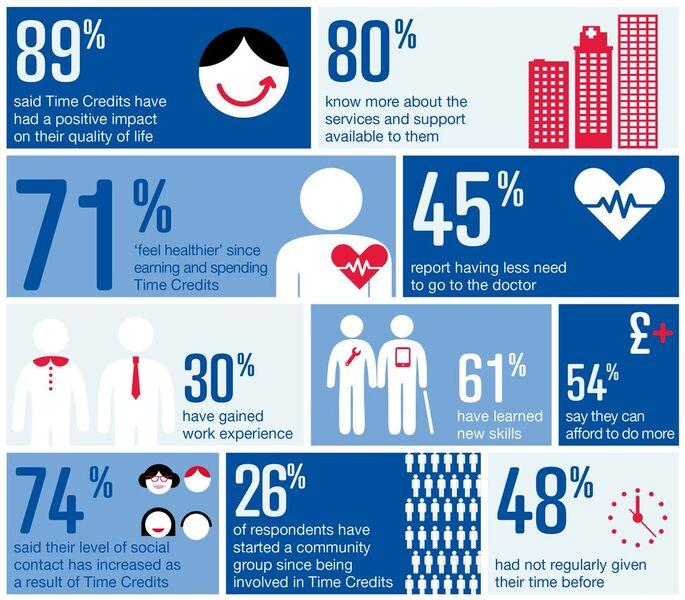 89%
said Time Credits have
had a positive impact
on their quality of life
80%
know more about the
services and support
available to them
71%
‘feel healthier’ since
earning and spending
Time Credits
45%
report having less need
to go to the doctor
30%
have gained
work experience
61%
have learned
new skills
£+
54%
say they can
afford to do more
74%
said their level of social
contact has increased as
a result of Time Credits
26%
of respondents have
started a community
group since being
involved in Time Credits
48%
had not regularly given
their time before